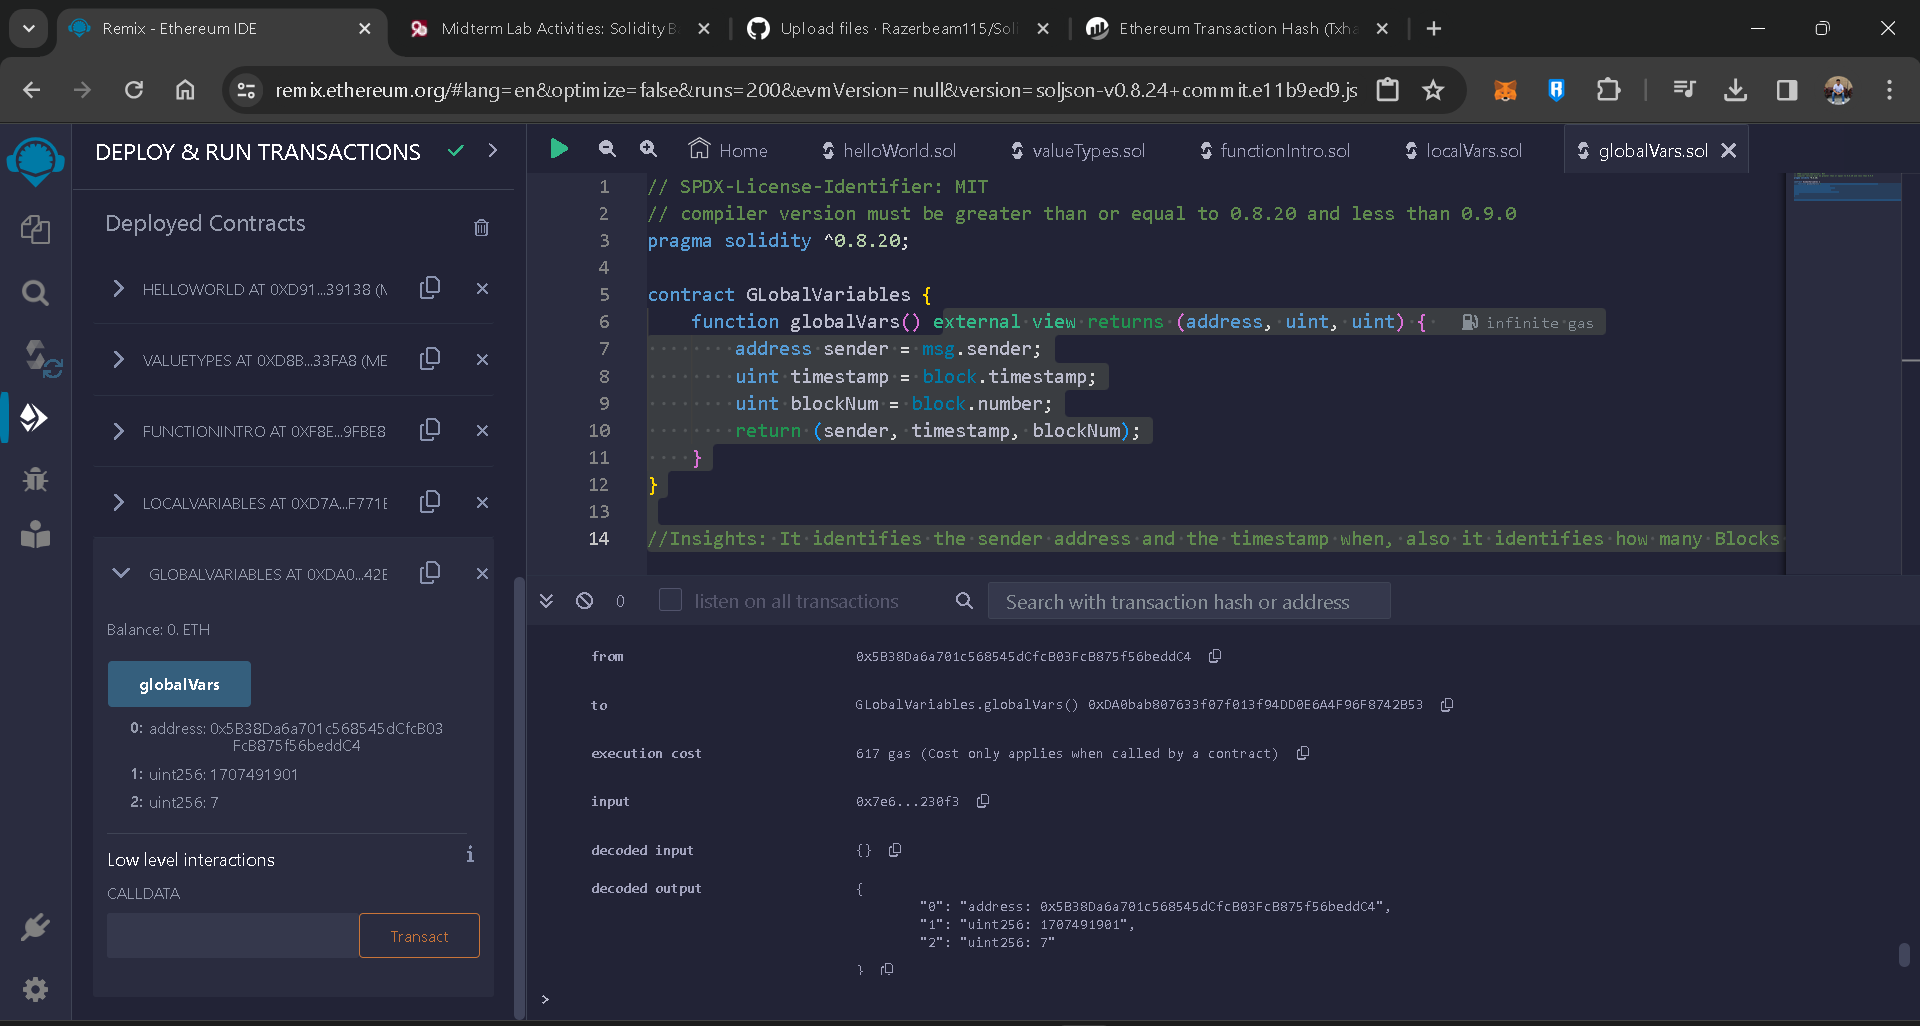 Remix - Ethereum IDE
Midterm Lab Activities: Solidity B
Upload files · Razerbeam115/Soli
Ethereum Transaction Hash (Txha
remix.ethereum.org/#lang=en&optimize=false&runs=200&evmVersion=null&version=soljson-v0.8.24+commit.e11b9ed9.js
DEPLOY & RUN TRANSACTIONS
Home
helloWorld.sol
valueTypes.sol
functionIntro.sol
localVars.sol
globalVars.sol
Deployed Contracts
HELLOWORLD AT 0XD91...39138 (M
VALUETYPES AT 0XD8B...33FA8 (ME
FUNCTIONINTRO AT 0XF8E...9FBE8
LOCALVARIABLES AT 0XD7A...F771E
GLOBALVARIABLES AT 0XDA0...42E
Balance: 0. ETH
globalVars
0: address: 0x5B38Da6a701c568545dCfcB03
FcB875f56beddC4
1: uint256: 1707491901
2: uint256: 7
Low level interactions
i
CALLDATA
Transact
1 // SPDX-License-Identifier: MIT
2 // compiler version must be greater than or equal to 0.8.20 and less than 0.9.0
3 pragma solidity ^0.8.20;
4
5 contract GLobalVariables {
6 function globalVars() external view returns (address, uint, uint) { infinite gas
7 address sender = msg.sender;
8 uint timestamp = block.timestamp;
9 uint blockNum = block.number;
10 return (sender, timestamp, blockNum);
11 }
12 }
13
14 //Insights: It identifies the sender address and the timestamp when, also it identifies how many Blocks
0
listen on all transactions
Search with transaction hash or address
from 0x5B38Da6a701c568545dCfcB03FcB875f56beddC4
to GLobalVariables.globalVars() 0xDA0bab807633f07f013f94DD0E6A4F96F8742B53
execution cost 617 gas (Cost only applies when called by a contract)
input 0x7e6...230f3
decoded input {}
decoded output {
"0": "address: 0x5B38Da6a701c568545dCfcB03FcB875f56beddC4",
"1": "uint256: 1707491901",
"2": "uint256: 7"
}
>